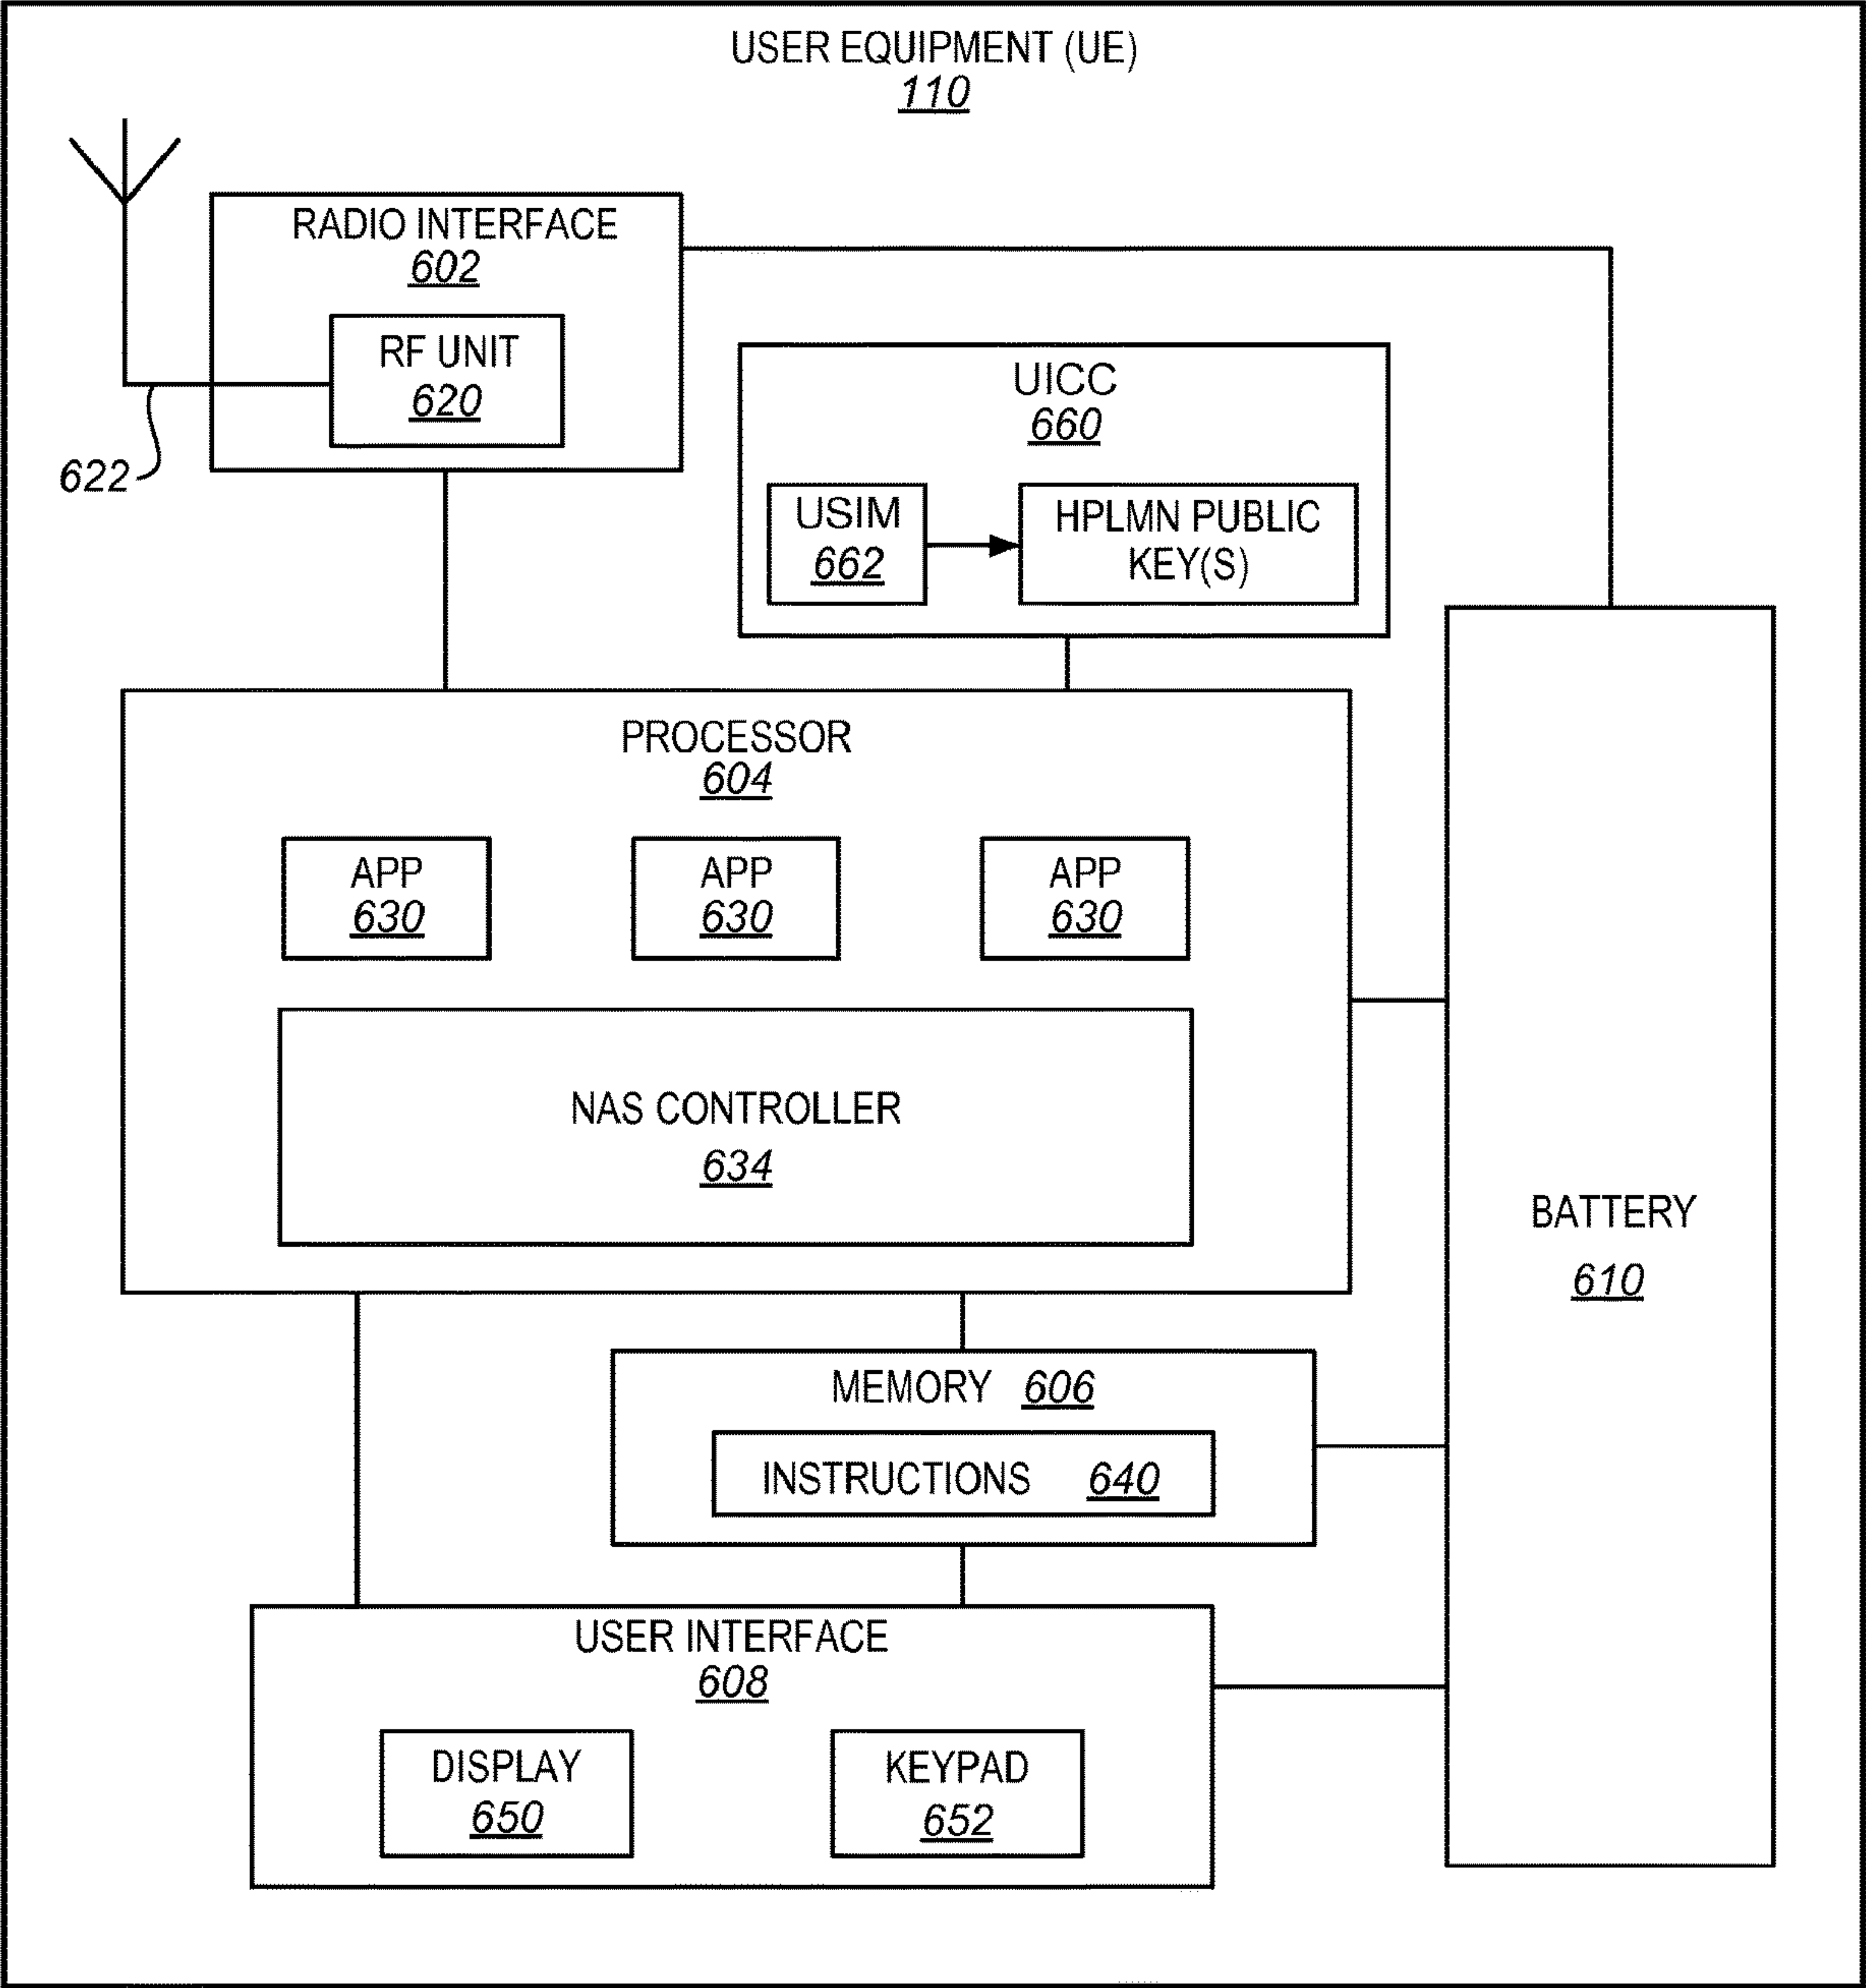 USER EQUIPMENT (UE)
110
RADIO INTERFACE
602
RF UNIT
620
622
UICC
660
USIM
662
HPLMN PUBLIC
KEY(S)
PROCESSOR
604
APP
630
APP
630
APP
630
NAS CONTROLLER
634
BATTERY
610
MEMORY 606
INSTRUCTIONS 640
USER INTERFACE
608
DISPLAY
650
KEYPAD
652